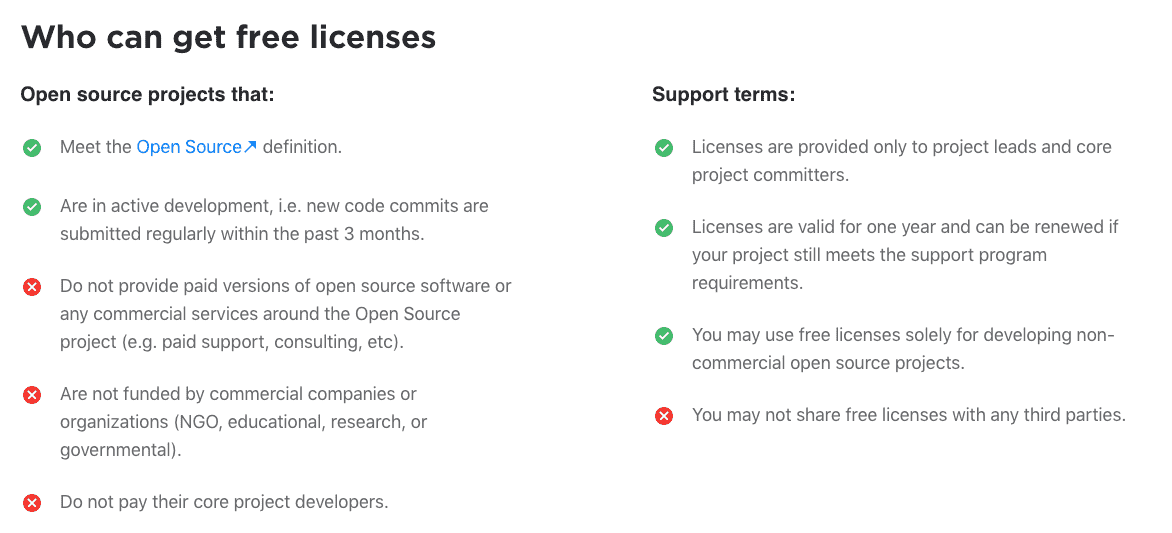 Who can get free licenses
Open source projects that:
Meet the Open Source↗ definition.
Are in active development, i.e. new code commits are
submitted regularly within the past 3 months.
Do not provide paid versions of open source software or
any commercial services around the Open Source
project (e.g. paid support, consulting, etc).
Are not funded by commercial companies or
organizations (NGO, educational, research, or
governmental).
Do not pay their core project developers.
Support terms:
Licenses are provided only to project leads and core
project committers.
Licenses are valid for one year and can be renewed if
your project still meets the support program
requirements.
You may use free licenses solely for developing non-
commercial open source projects.
You may not share free licenses with any third parties.